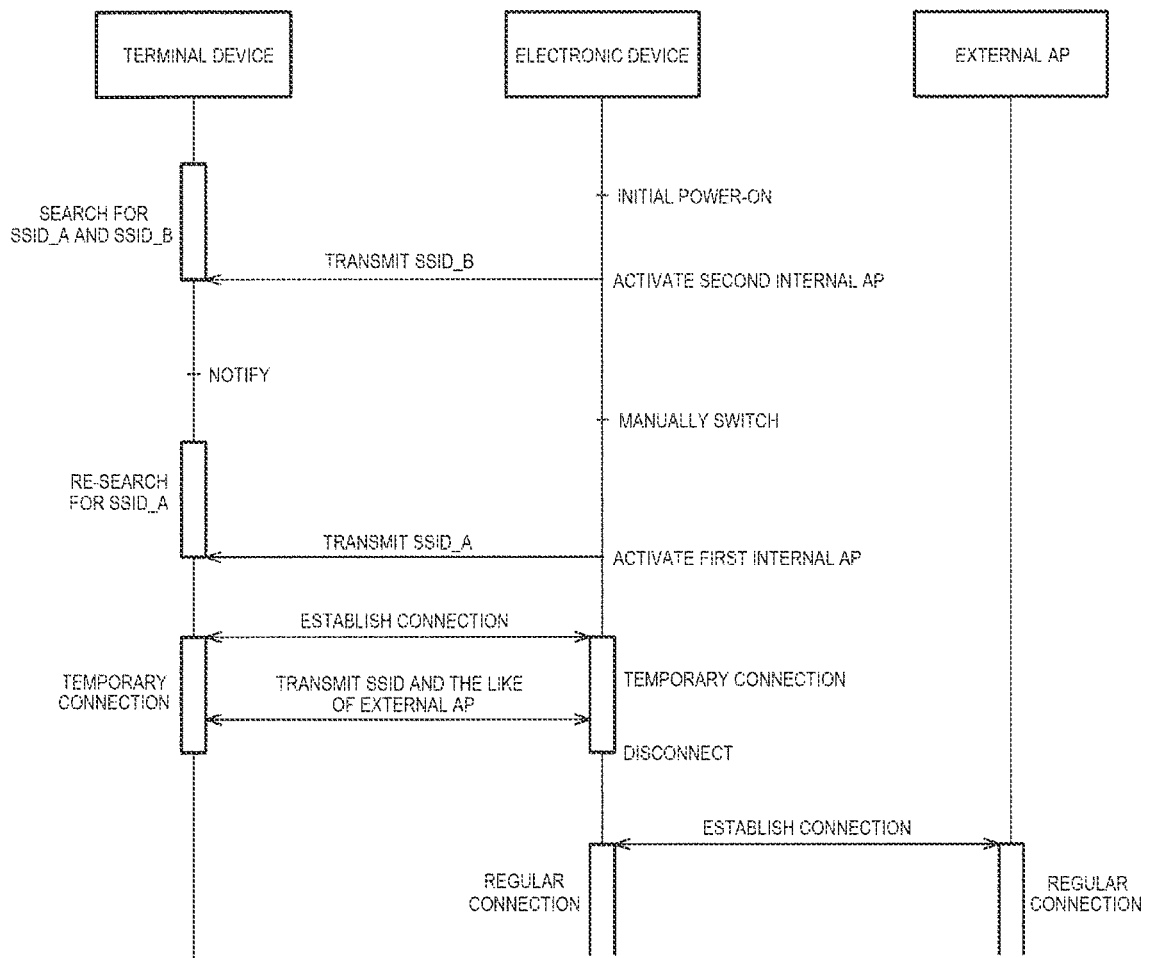 TERMINAL DEVICE
ELECTRONIC DEVICE
EXTERNAL AP
INITIAL POWER-ON
SEARCH FOR
SSID_A AND SSID_B
TRANSMIT SSID_B
ACTIVATE SECOND INTERNAL AP
NOTIFY
MANUALLY SWITCH
RE-SEARCH
FOR SSID_A
TRANSMIT SSID_A
ACTIVATE FIRST INTERNAL AP
ESTABLISH CONNECTION
TEMPORARY
CONNECTION
TRANSMIT SSID AND THE LIKE
OF EXTERNAL AP
TEMPORARY CONNECTION
DISCONNECT
ESTABLISH CONNECTION
REGULAR
CONNECTION
REGULAR
CONNECTION